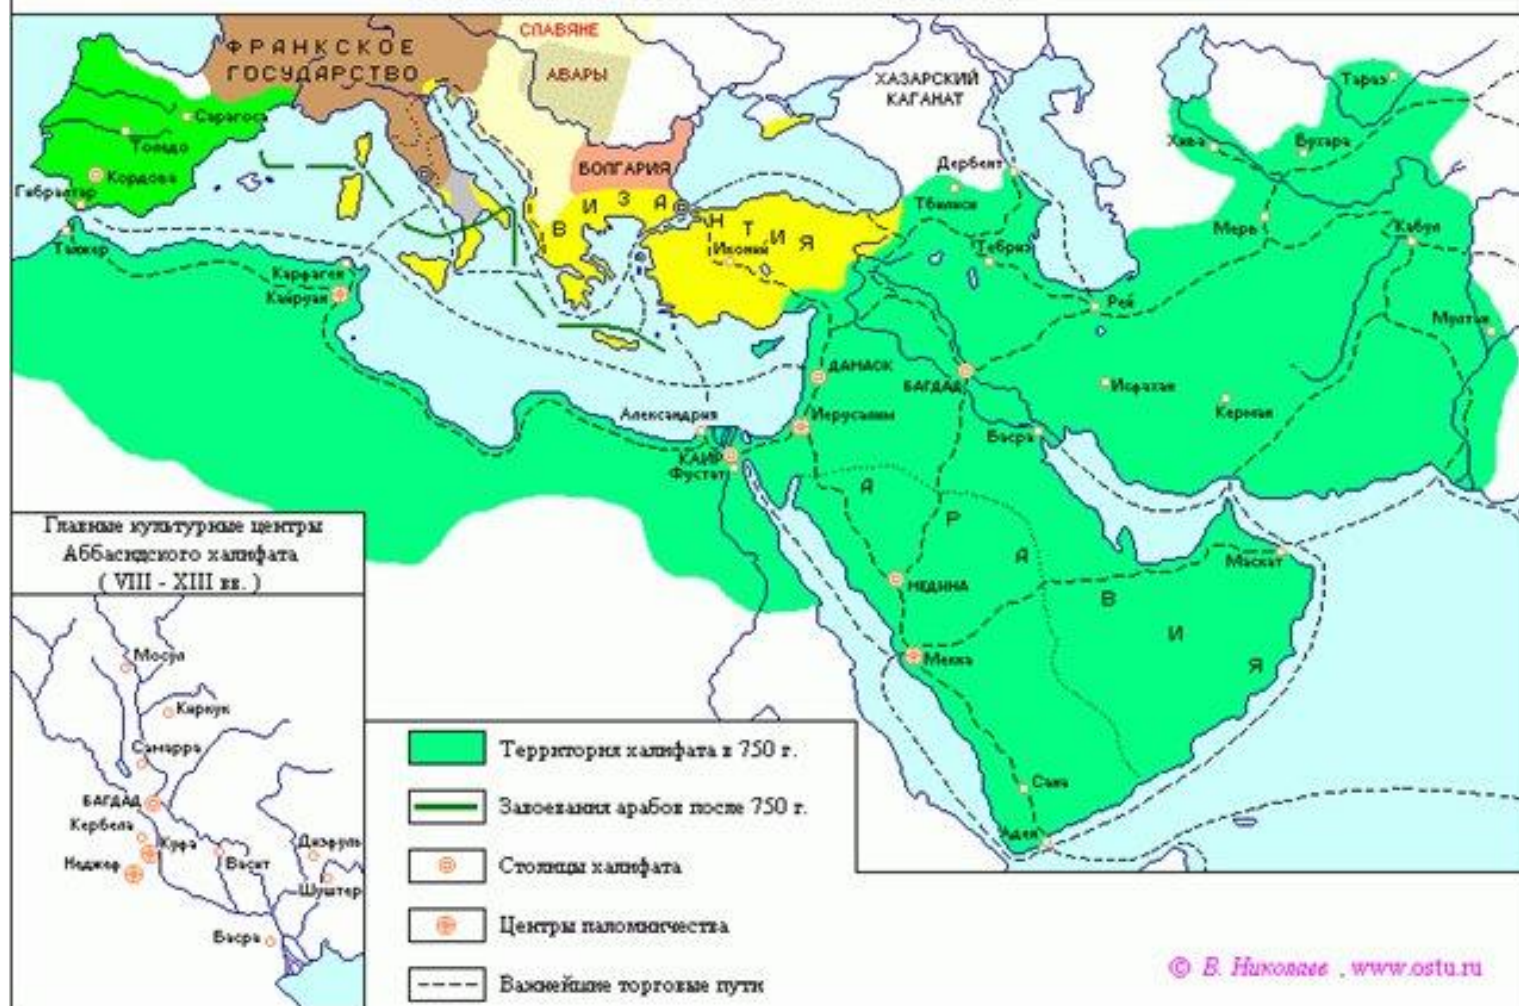 ФРАНКСКОЕ
ГОСУДАРСТВО
СЛАВЯНЕ
АВАРЫ
ХАЗАРСКИЙ
КАГАНАТ
Тараз
Сарагоса
Толедо
Кордова
Гибралтар
Танжер
БОЛГАРИЯ
Дербент
Тбилиси
Хива
Бухара
ВИЗАНТИЯ
Иконий
Тебриз
Мерв
Кабул
Карфаген
Кайруан
Рей
Мултан
ДАМАСК
БАГДАД
Исфахан
Керман
Александрия
Иерусалим
Басра
КАИР
Фустат
АРАВИЯ
МЕДИНА
Маскат
Мекка
Сана
Аден
Главные культурные центры
Аббасидского халифата
( VIII - XIII вв. )
Мосул
Киркук
Самарра
БАГДАД
Кербела
Куфа
Неджеф
Васит
Дизфуль
Шуштер
Басра
Территория халифата в 750 г.
Завоевания арабов после 750 г.
Столицы халифата
Центры паломничества
Важнейшие торговые пути
© В. Николаев , www.ostu.ru